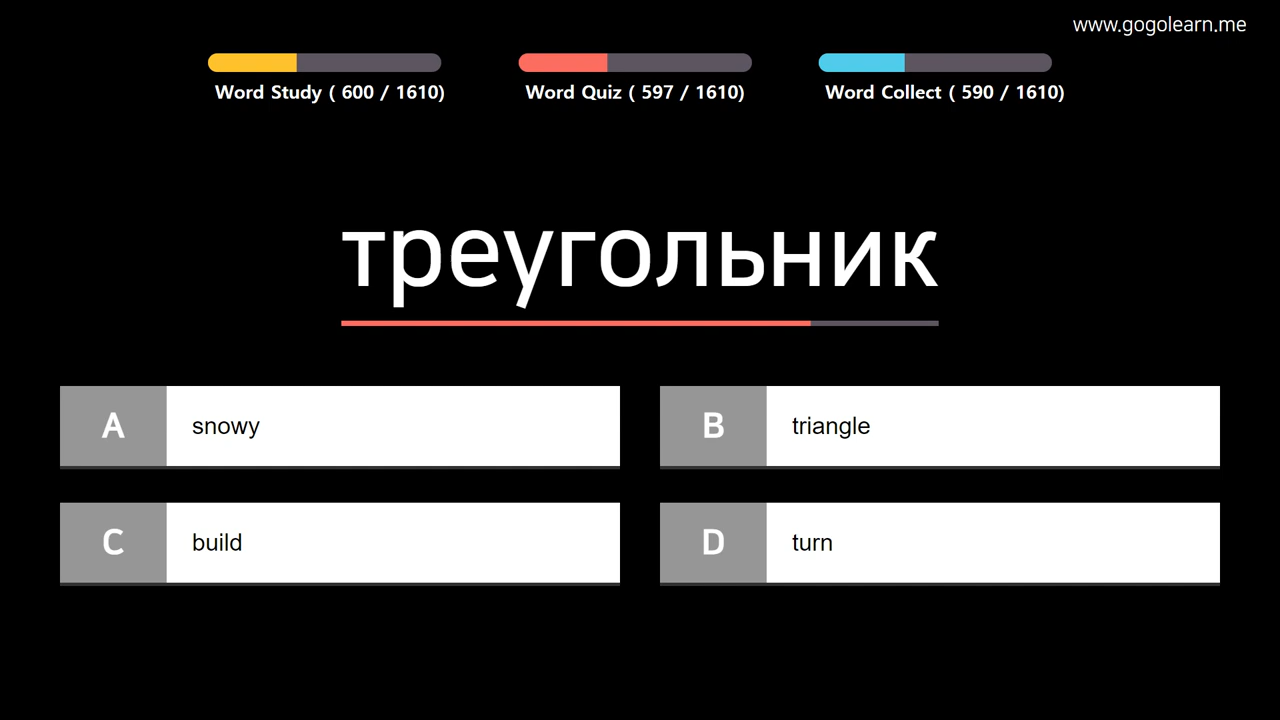 www.gogolearn.me
Word Study ( 600 / 1610)
Word Quiz ( 597 / 1610)
Word Collect ( 590 / 1610)
треугольник
A snowy
B triangle
C build
D turn